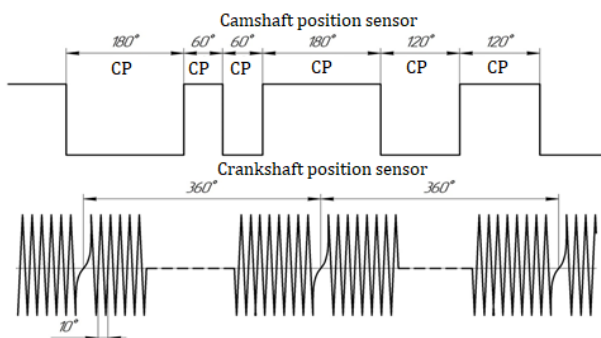 Camshaft position sensor
180° 60° 60° 180° 120° 120°
CP CP CP CP CP CP
Crankshaft position sensor
360° 360°
10°